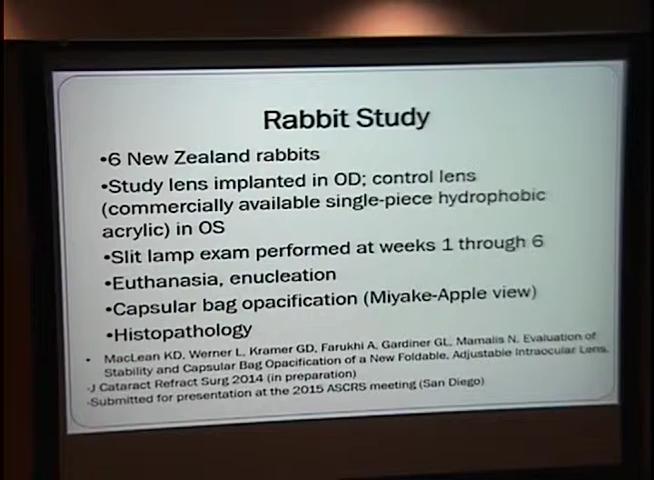 Rabbit Study
•6 New Zealand rabbits
•Study lens implanted in OD; control lens
(commercially available single-piece hydrophobic
acrylic) in OS
•Slit lamp exam performed at weeks 1 through 6
•Euthanasia, enucleation
•Capsular bag opacification (Miyake-Apple view)
•Histopathology
• MacLean KD, Werner L, Kramer GD, Farukhi A, Gardiner GL, Mamalis N. Evaluation of
Stability and Capsular Bag Opacification of a New Foldable, Adjustable Intraocular Lens.
-J Cataract Refract Surg 2014 (in preparation)
-Submitted for presentation at the 2015 ASCRS meeting (San Diego)